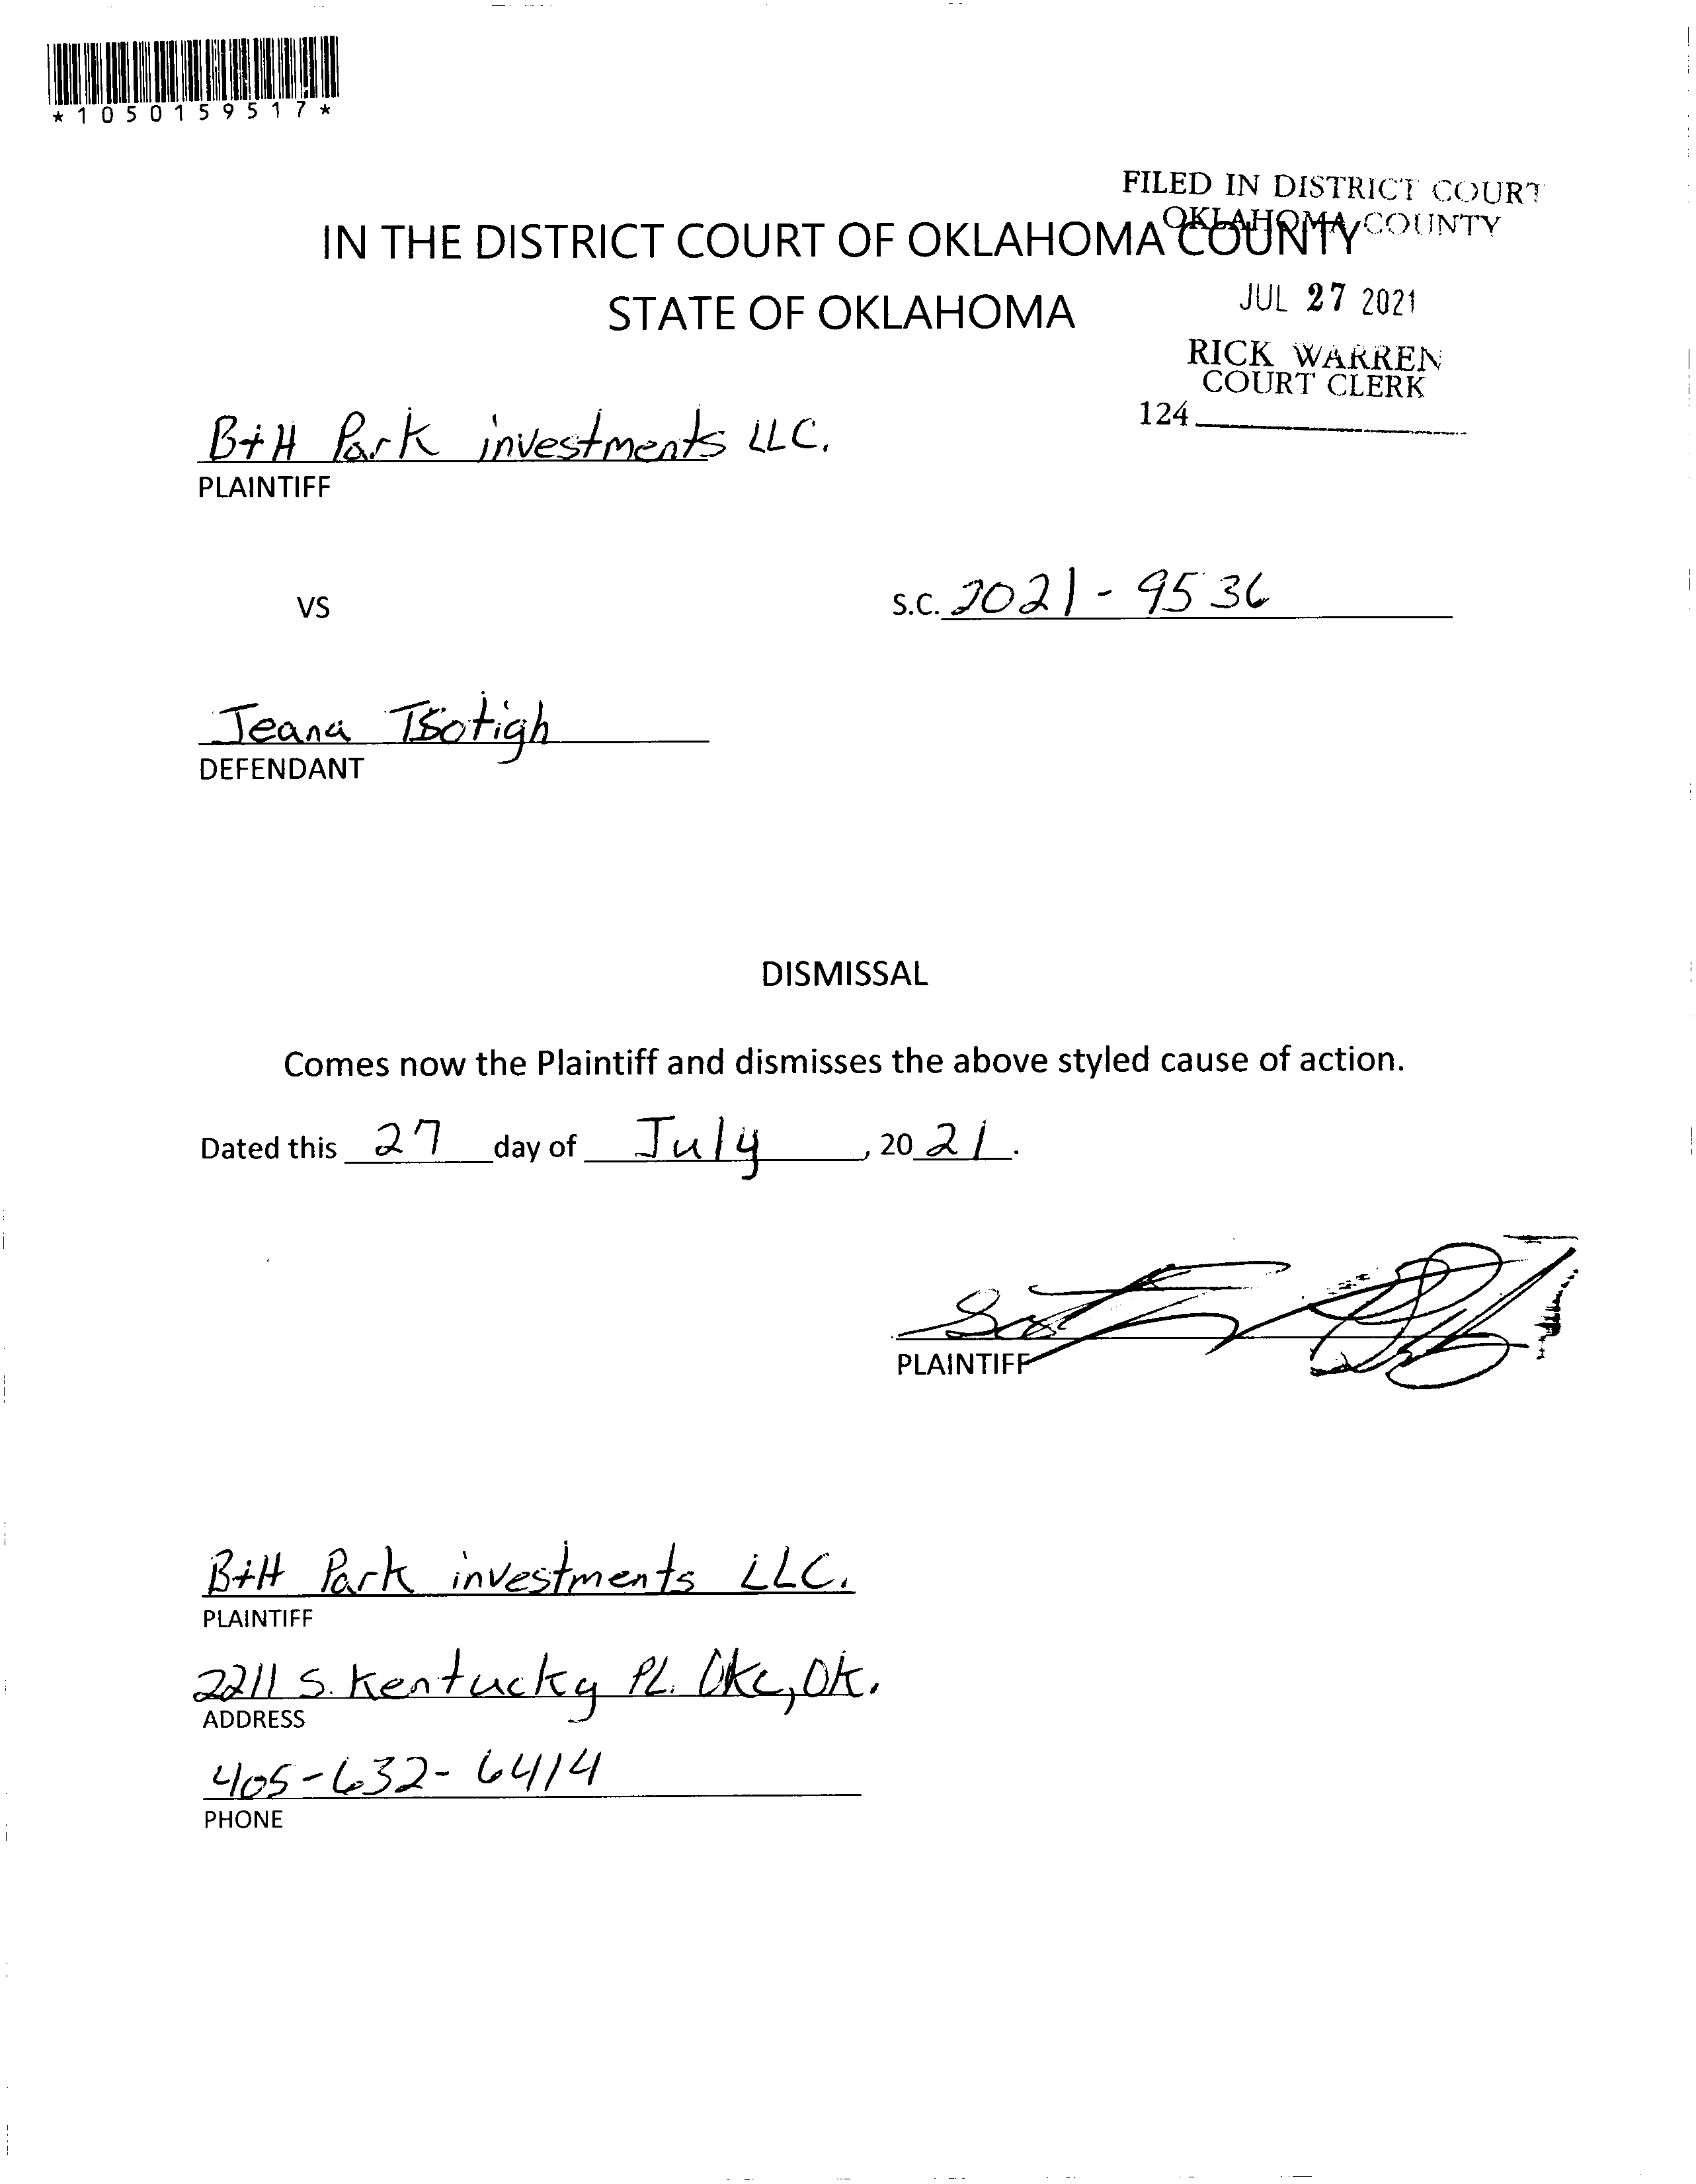 *1050159517*
FILED IN DISTRICT COURT
OKLAHOMA COUNTY
IN THE DISTRICT COURT OF OKLAHOMA COUNTY
STATE OF OKLAHOMA
JUL 27 2021
RICK WARREN
COURT CLERK
124
B+H Park investments LLC.
PLAINTIFF
VS
S.C. 2021-9536
Jeana Tsotigh
DEFENDANT
DISMISSAL
Comes now the Plaintiff and dismisses the above styled cause of action.
Dated this 27 day of July, 2021.
PLAINTIFF
B+H Park investments LLC.
PLAINTIFF
2211 S. Kentucky PL. Okc, Ok.
ADDRESS
405-632-6414
PHONE